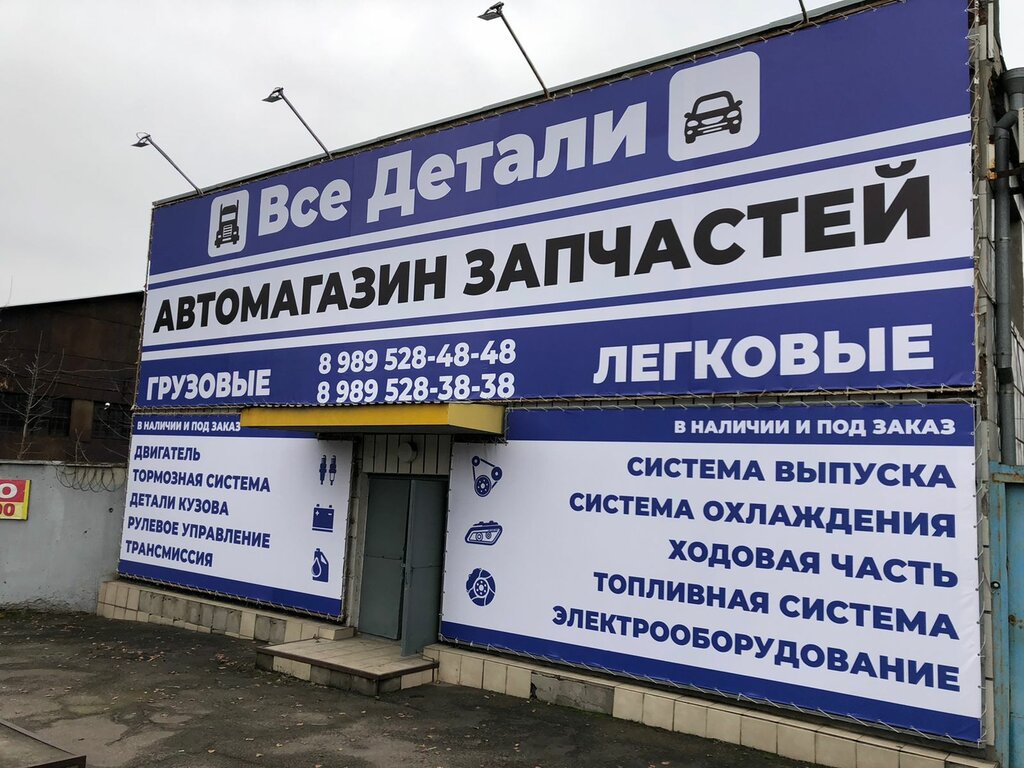 Все Детали
АВТОМАГАЗИН ЗАПЧАСТЕЙ
ГРУЗОВЫЕ
8 989 528-48-48
8 989 528-38-38
ЛЕГКОВЫЕ
В НАЛИЧИИ И ПОД ЗАКАЗ
ДВИГАТЕЛЬ
ТОРМОЗНАЯ СИСТЕМА
ДЕТАЛИ КУЗОВА
РУЛЕВОЕ УПРАВЛЕНИЕ
ТРАНСМИССИЯ
В НАЛИЧИИ И ПОД ЗАКАЗ
СИСТЕМА ВЫПУСКА
СИСТЕМА ОХЛАЖДЕНИЯ
ХОДОВАЯ ЧАСТЬ
ТОПЛИВНАЯ СИСТЕМА
ЭЛЕКТРООБОРУДОВАНИЕ